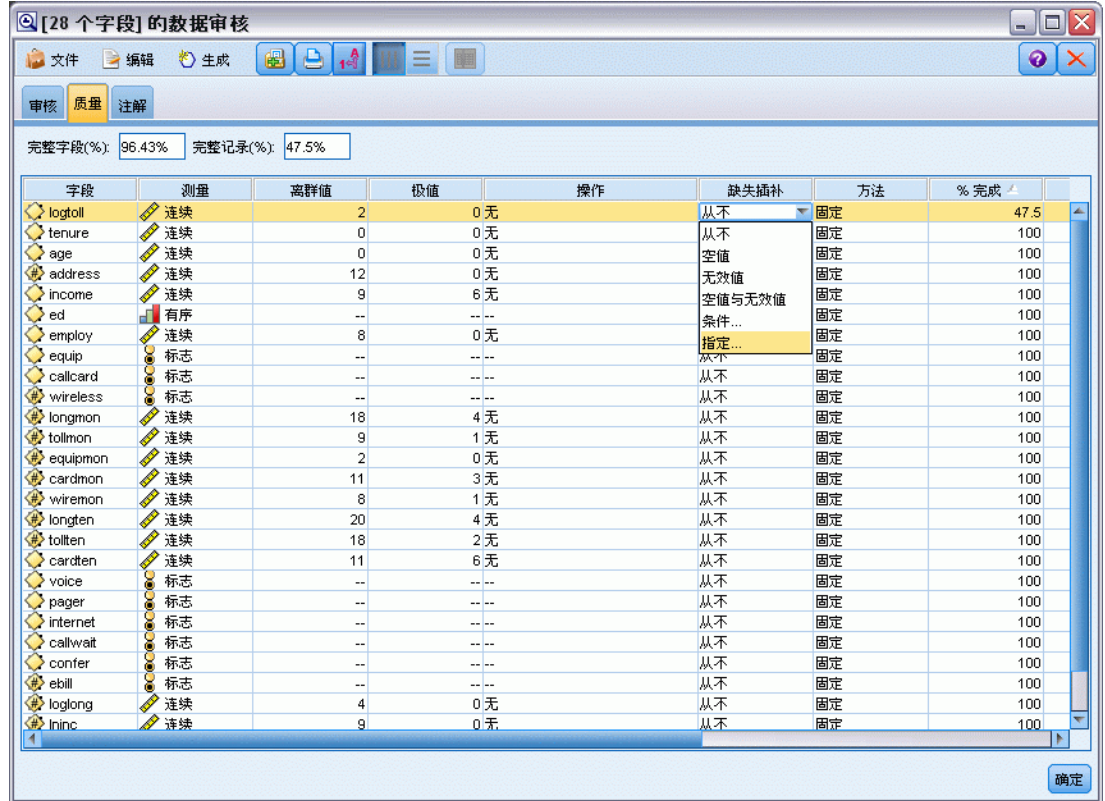 [28 个字段] 的数据审核
文件 编辑 生成
审核 质量 注解
完整字段(%): 96.43% 完整记录(%): 47.5%
字段 测量 离群值 极值 操作 缺失插补 方法 % 完成
logtoll 连续 2 0 无 从不 固定 47.5
tenure 连续 0 0 无 从不 固定 100
age 连续 0 0 无 空值 固定 100
address 连续 12 0 无 无效值 固定 100
income 连续 9 6 无 空值与无效值 固定 100
ed 有序 -- -- -- 条件... 固定 100
employ 连续 8 0 无 指定... 固定 100
equip 标志 -- -- -- 从不 固定 100
callcard 标志 -- -- -- 从不 固定 100
wireless 标志 -- -- -- 从不 固定 100
longmon 连续 18 4 无 从不 固定 100
tollmon 连续 9 1 无 从不 固定 100
equipmon 连续 2 0 无 从不 固定 100
cardmon 连续 11 3 无 从不 固定 100
wiremon 连续 8 1 无 从不 固定 100
longten 连续 20 4 无 从不 固定 100
tollten 连续 18 2 无 从不 固定 100
cardten 连续 11 6 无 从不 固定 100
voice 标志 -- -- -- 从不 固定 100
pager 标志 -- -- -- 从不 固定 100
internet 标志 -- -- -- 从不 固定 100
callwait 标志 -- -- -- 从不 固定 100
confer 标志 -- -- -- 从不 固定 100
ebill 标志 -- -- -- 从不 固定 100
loglong 连续 4 0 无 从不 固定 100
lninc 连续 9 0 无 从不 固定 100
确定